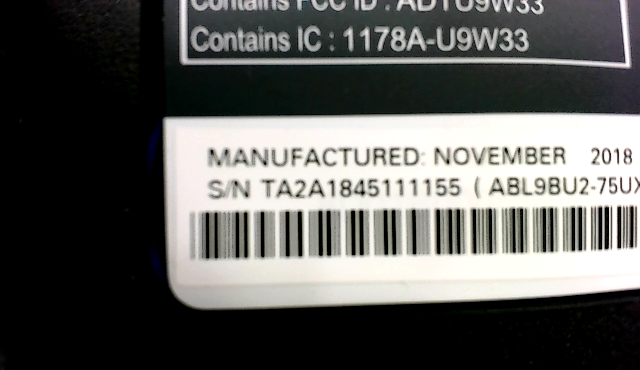 Contains FCC ID : ADTU9W33
Contains IC : 1178A-U9W33
MANUFACTURED: NOVEMBER 2018
S/N TA2A1845111155 ( ABL9BU2-75UX